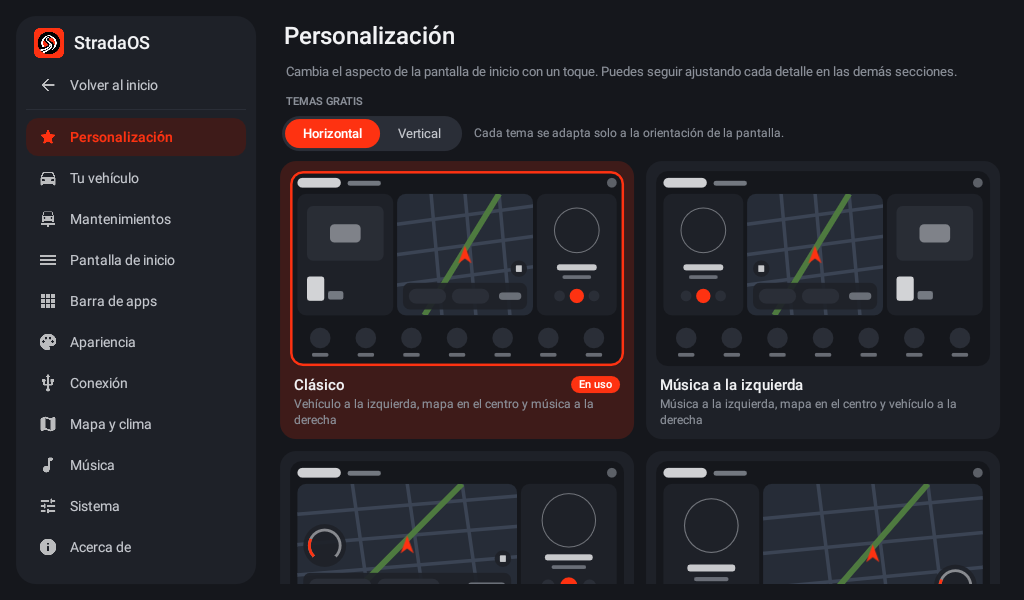 StradaOS
Volver al inicio
Personalización
Tu vehículo
Mantenimientos
Pantalla de inicio
Barra de apps
Apariencia
Conexión
Mapa y clima
Música
Sistema
Acerca de
Personalización
Cambia el aspecto de la pantalla de inicio con un toque. Puedes seguir ajustando cada detalle en las demás secciones.
TEMAS GRATIS
Horizontal
Vertical
Cada tema se adapta solo a la orientación de la pantalla.
Clásico
En uso
Vehículo a la izquierda, mapa en el centro y música a la
derecha
Música a la izquierda
Música a la izquierda, mapa en el centro y vehículo a la
derecha